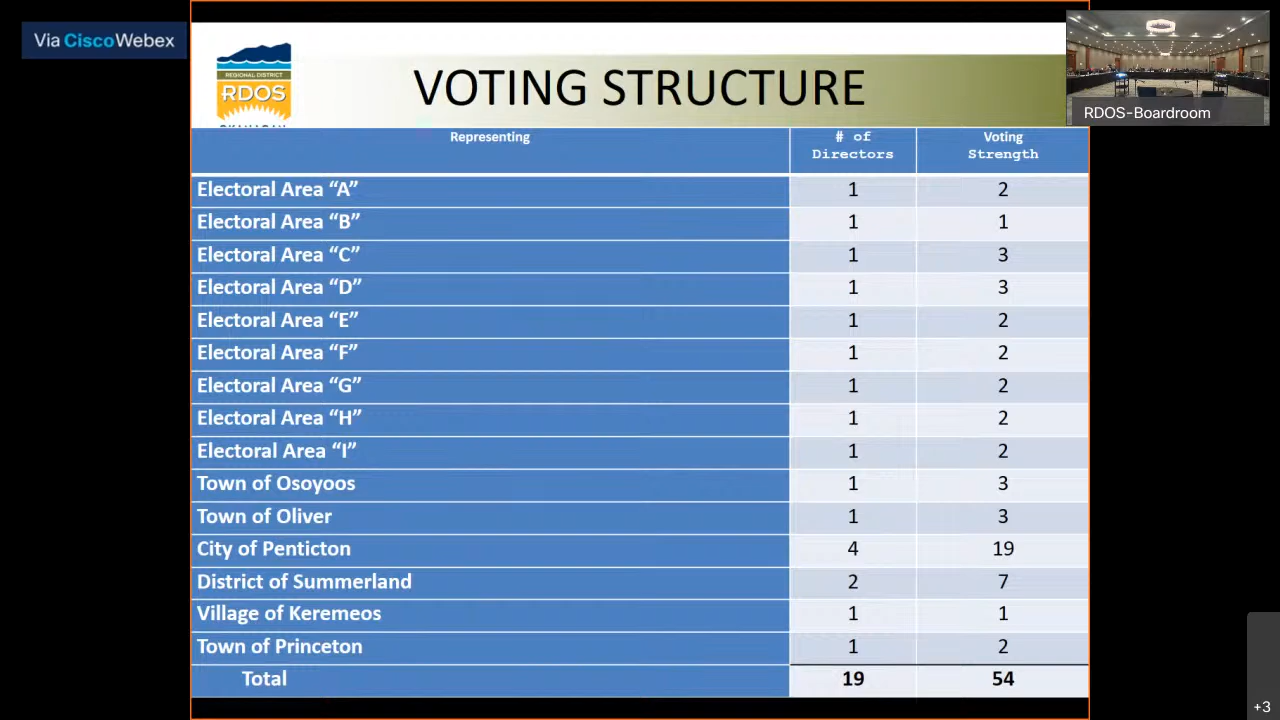 Via CiscoWebex
REGIONAL DISTRICT
RDOS
VOTING STRUCTURE
RDOS-Boardroom
Representing # of Directors Voting Strength
Electoral Area “A” 1 2
Electoral Area “B” 1 1
Electoral Area “C” 1 3
Electoral Area “D” 1 3
Electoral Area “E” 1 2
Electoral Area “F” 1 2
Electoral Area “G” 1 2
Electoral Area “H” 1 2
Electoral Area “I” 1 2
Town of Osoyoos 1 3
Town of Oliver 1 3
City of Penticton 4 19
District of Summerland 2 7
Village of Keremeos 1 1
Town of Princeton 1 2
Total 19 54
+3